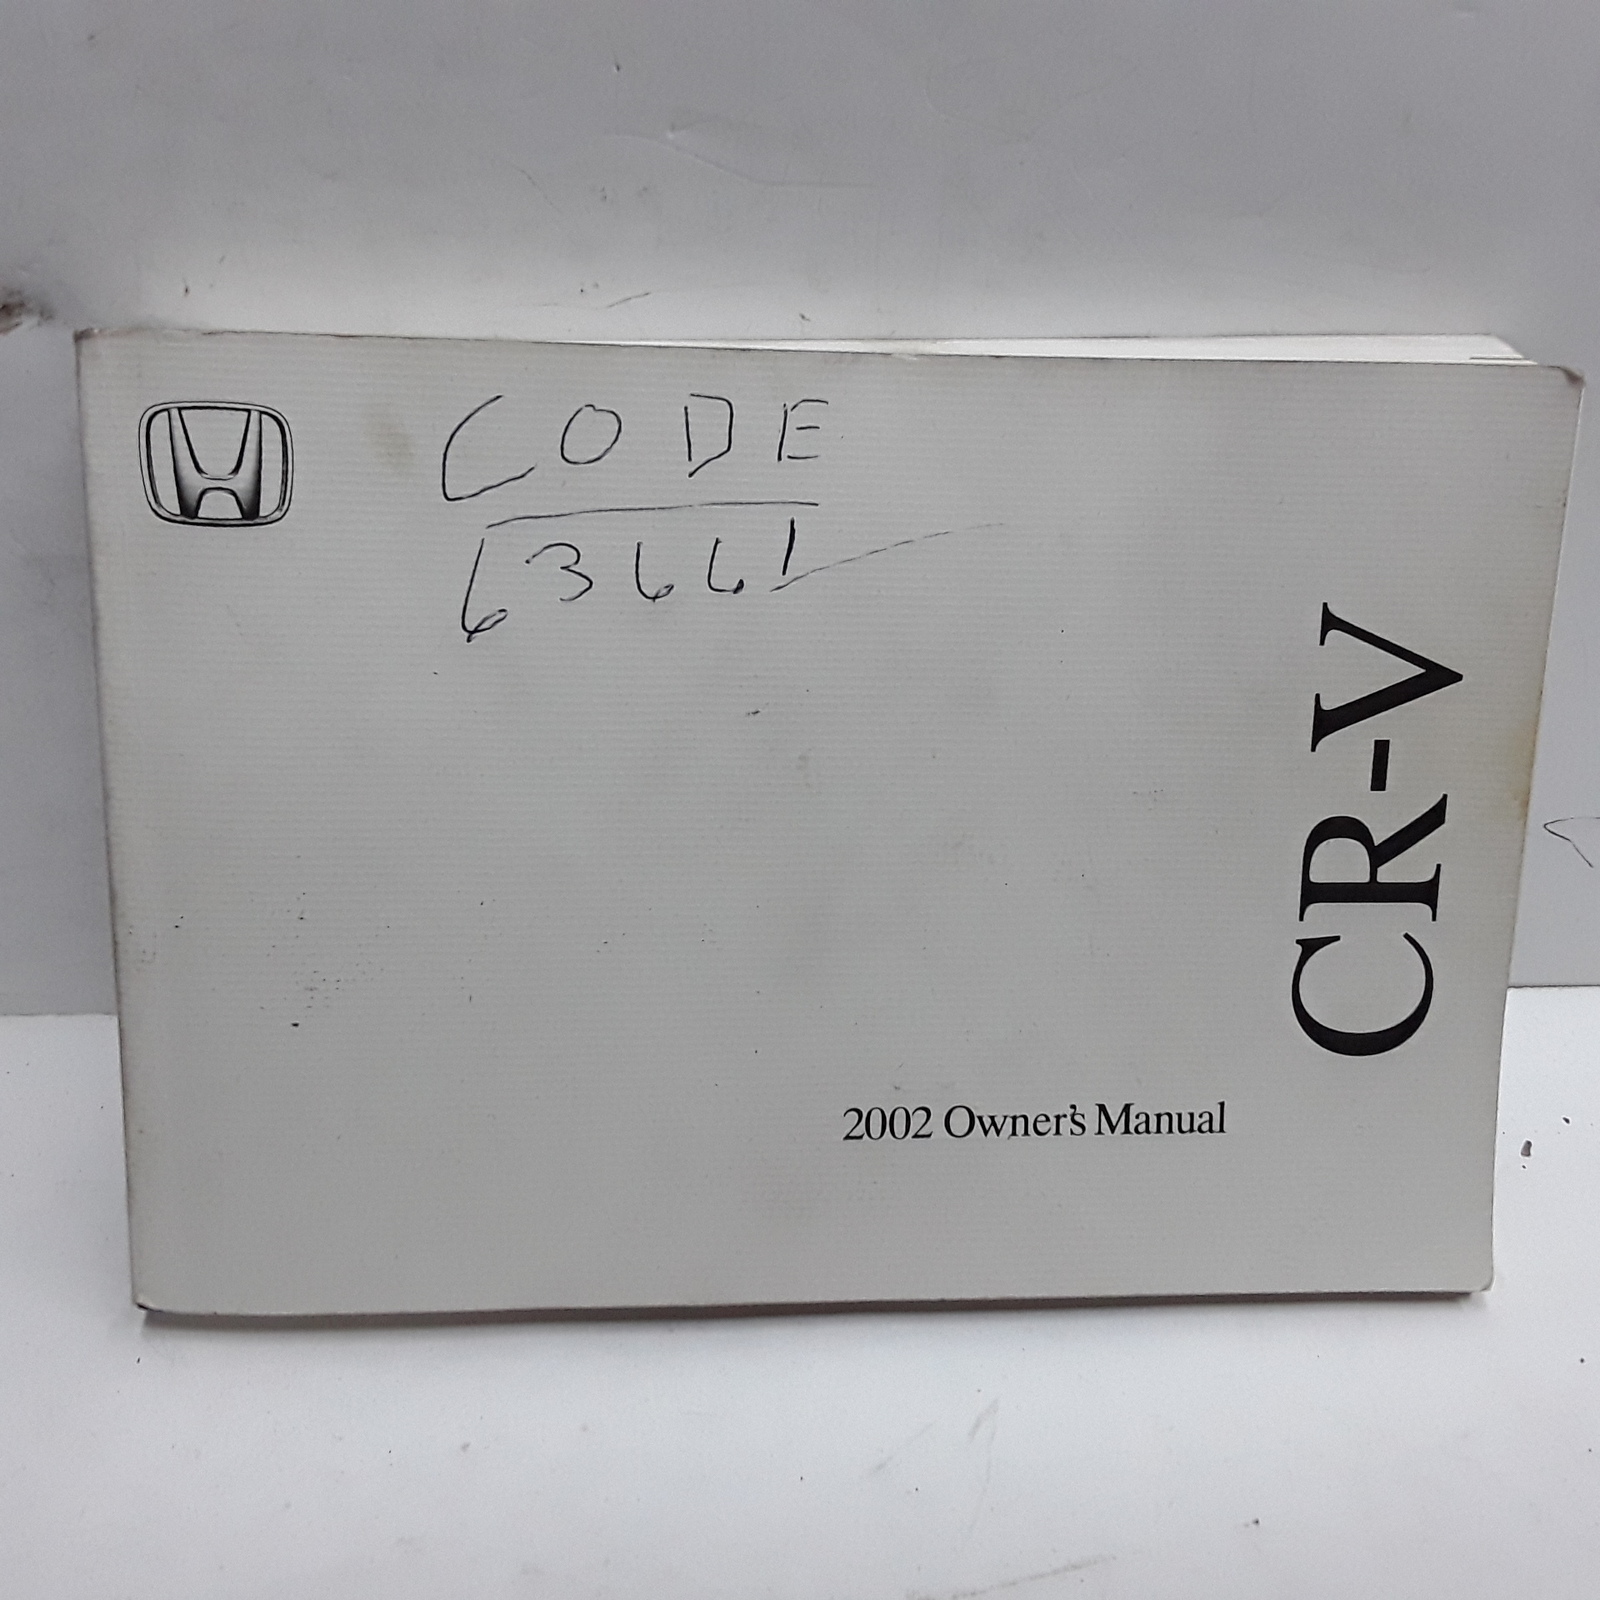 CODE
63661
CR-V
2002 Owner's Manual